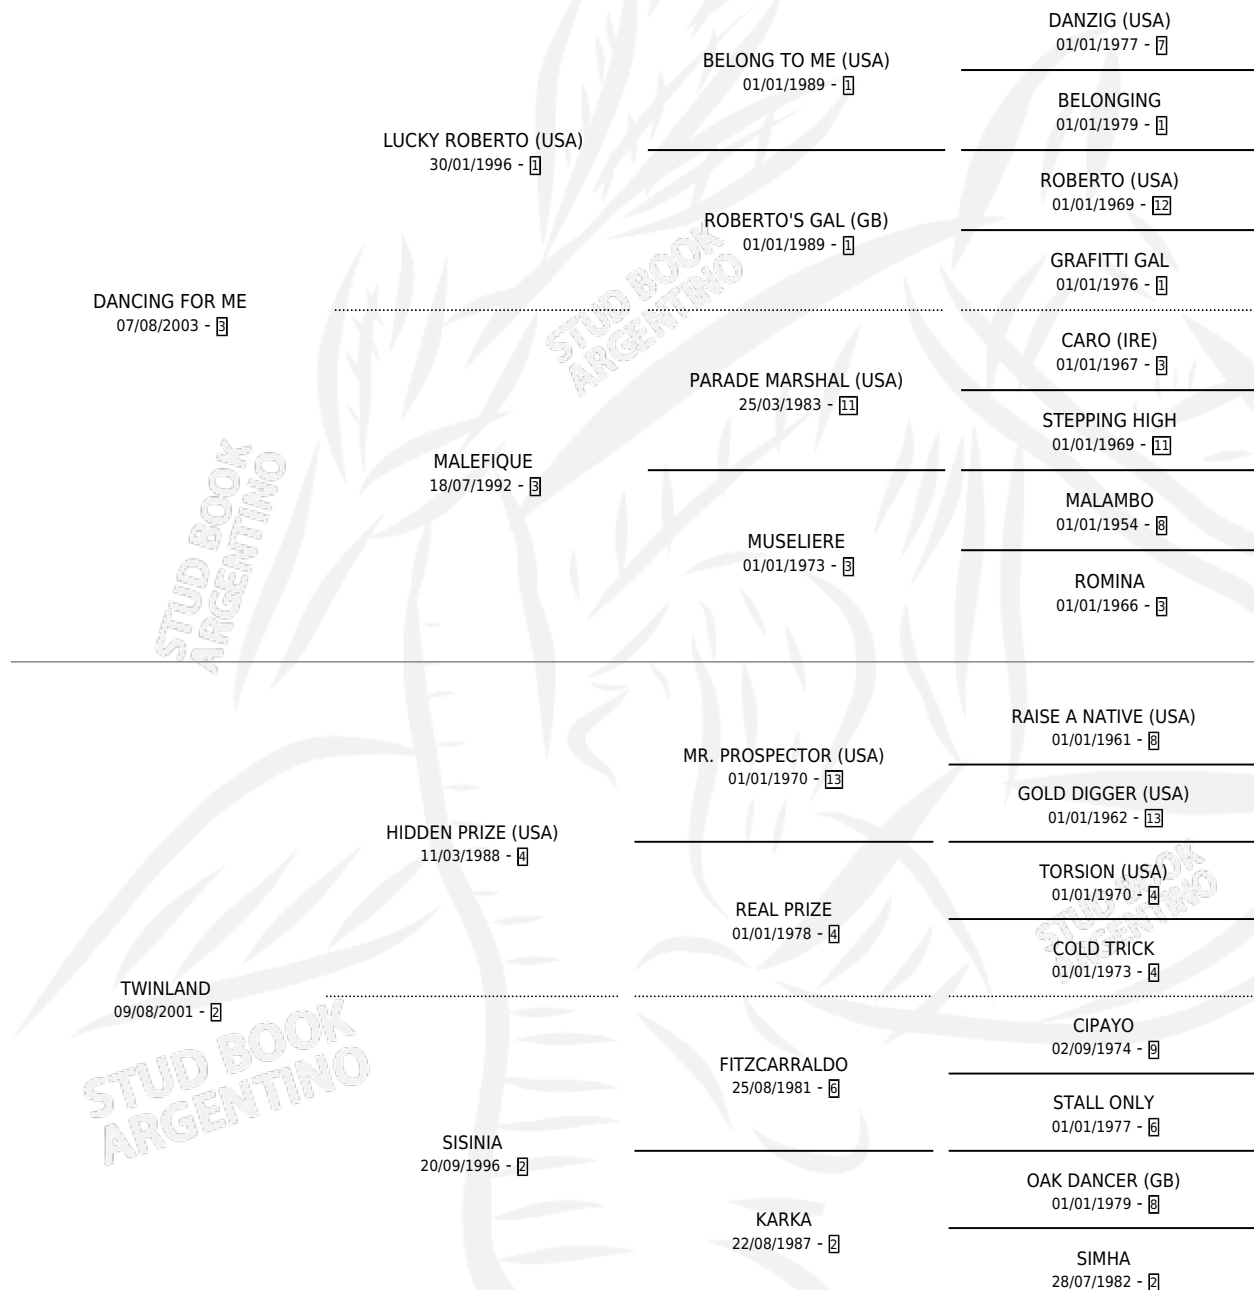 DANZIG (USA)
01/01/1977 - 7
BELONG TO ME (USA)
01/01/1989 - 1
BELONGING
01/01/1979 - 1
LUCKY ROBERTO (USA)
30/01/1996 - 1
ROBERTO (USA)
01/01/1969 - 12
ROBERTO'S GAL (GB)
01/01/1989 - 1
GRAFITTI GAL
01/01/1976 - 1
DANCING FOR ME
07/08/2003 - 3
CARO (IRE)
01/01/1967 - 3
PARADE MARSHAL (USA)
25/03/1983 - 11
STEPPING HIGH
01/01/1969 - 11
MALEFIQUE
18/07/1992 - 3
MALAMBO
01/01/1954 - 8
MUSELIERE
01/01/1973 - 3
ROMINA
01/01/1966 - 3
RAISE A NATIVE (USA)
01/01/1961 - 8
MR. PROSPECTOR (USA)
01/01/1970 - 13
GOLD DIGGER (USA)
01/01/1962 - 13
HIDDEN PRIZE (USA)
11/03/1988 - 4
TORSION (USA)
01/01/1970 - 4
REAL PRIZE
01/01/1978 - 4
COLD TRICK
01/01/1973 - 4
TWINLAND
09/08/2001 - 2
CIPAYO
02/09/1974 - 9
FITZCARRALDO
25/08/1981 - 6
STALL ONLY
01/01/1977 - 6
SISINIA
20/09/1996 - 2
OAK DANCER (GB)
01/01/1979 - 8
KARKA
22/08/1987 - 2
SIMHA
28/07/1982 - 2
STUD BOOK
ARGENTINO
STUD BOOK
ARGENTINO
STUD BOOK
ARGENTINO
STUD BOOK
ARGENTINO